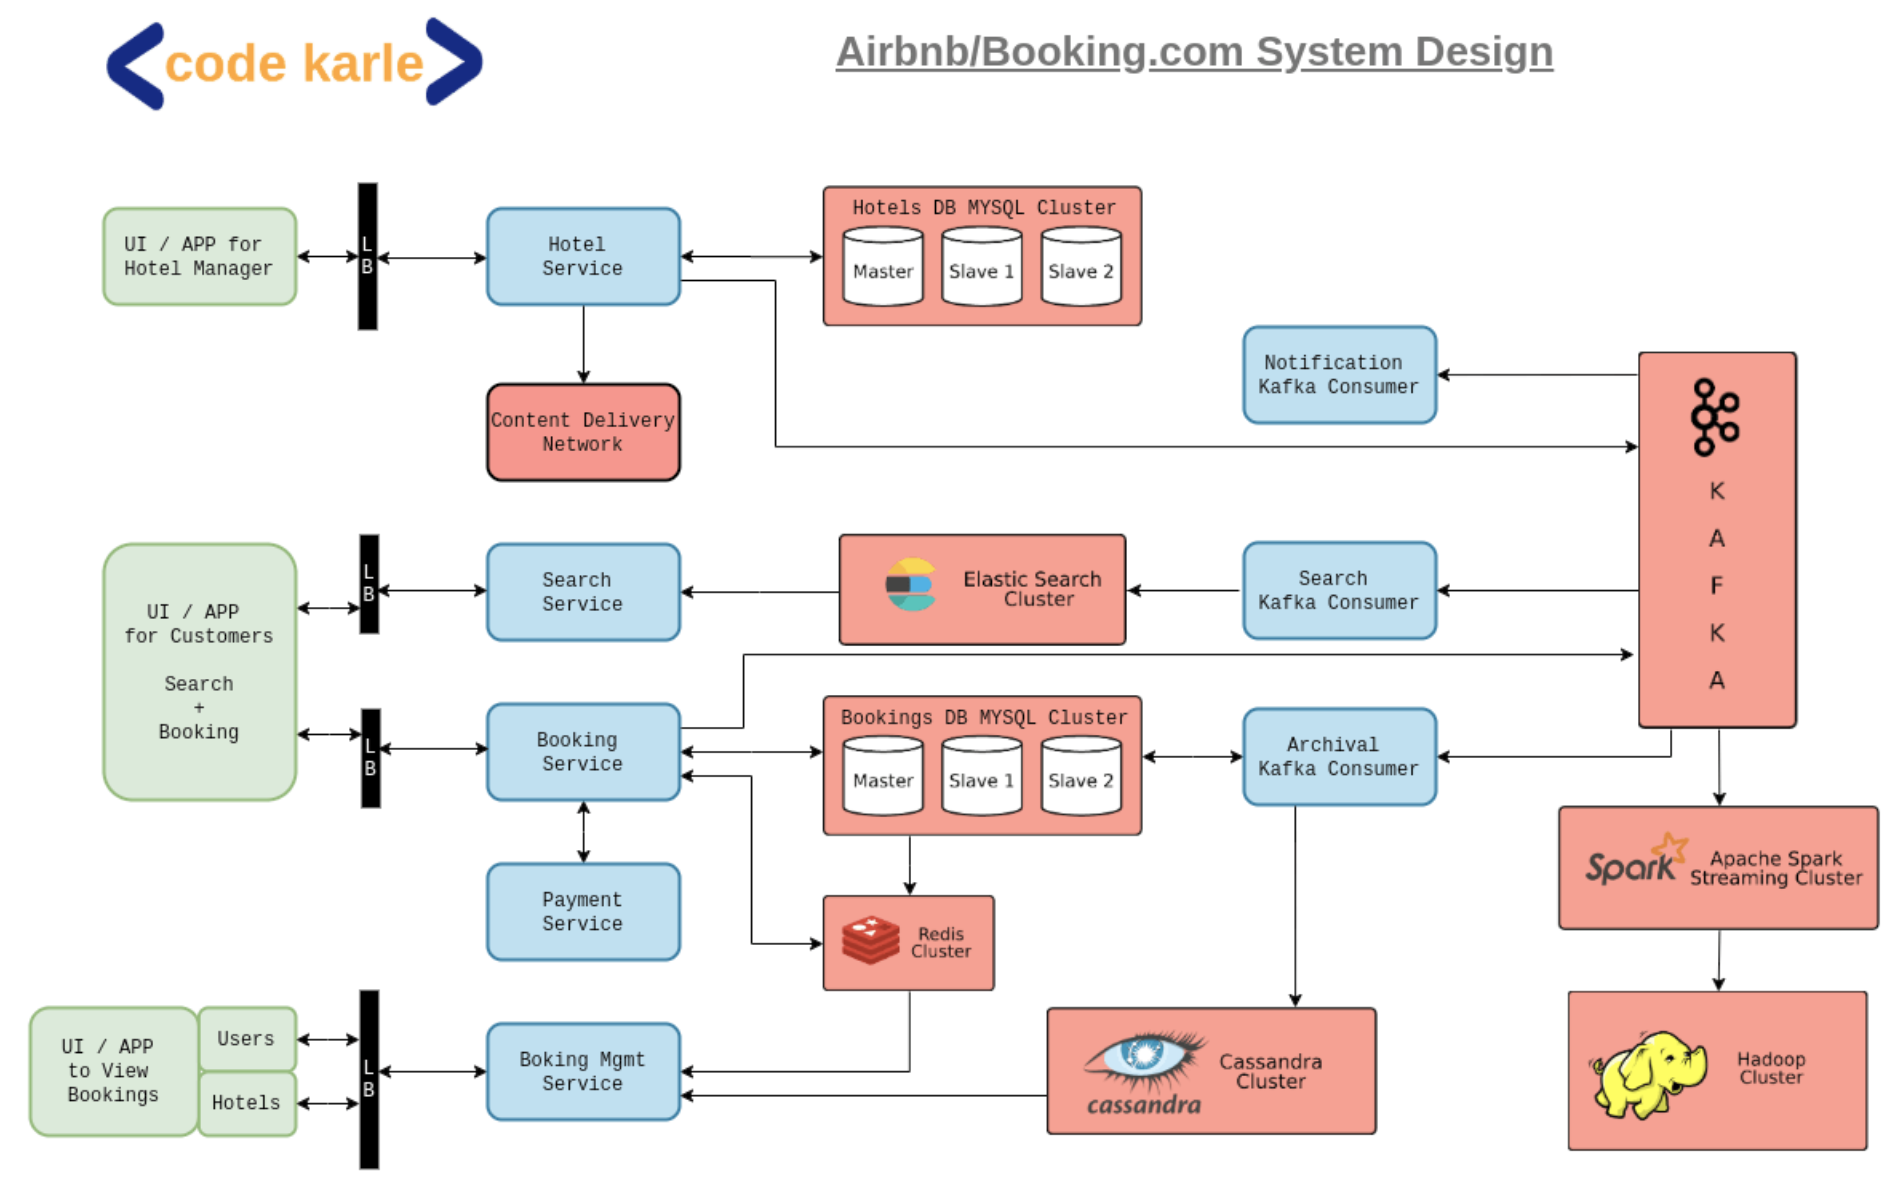 <code karle>
Airbnb/Booking.com System Design
UI / APP for
Hotel Manager
L
B
Hotel
Service
Hotels DB MYSQL Cluster
Master
Slave 1
Slave 2
Content Delivery
Network
Notification
Kafka Consumer
K
A
F
K
A
UI / APP
for Customers
Search
+
Booking
L
B
Search
Service
Elastic Search
Cluster
Search
Kafka Consumer
L
B
Booking
Service
Bookings DB MYSQL Cluster
Master
Slave 1
Slave 2
Archival
Kafka Consumer
Payment
Service
Redis
Cluster
Spark
Apache Spark
Streaming Cluster
UI / APP
to View
Bookings
Users
Hotels
L
B
Boking Mgmt
Service
cassandra
Cassandra
Cluster
Hadoop
Cluster